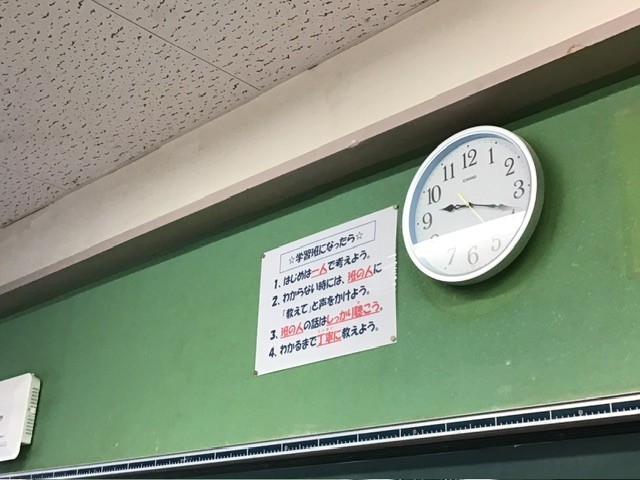 ☆学習班になったら☆
1、はじめは一人で考えよう。
2、わからない時には、班の人に
「教えて」と声をかけよう。
3、班の人の話はしっかり聴こう。
4、わかるまで丁寧に教えよう。
12
1
2
3
5
6
7
9
10
11